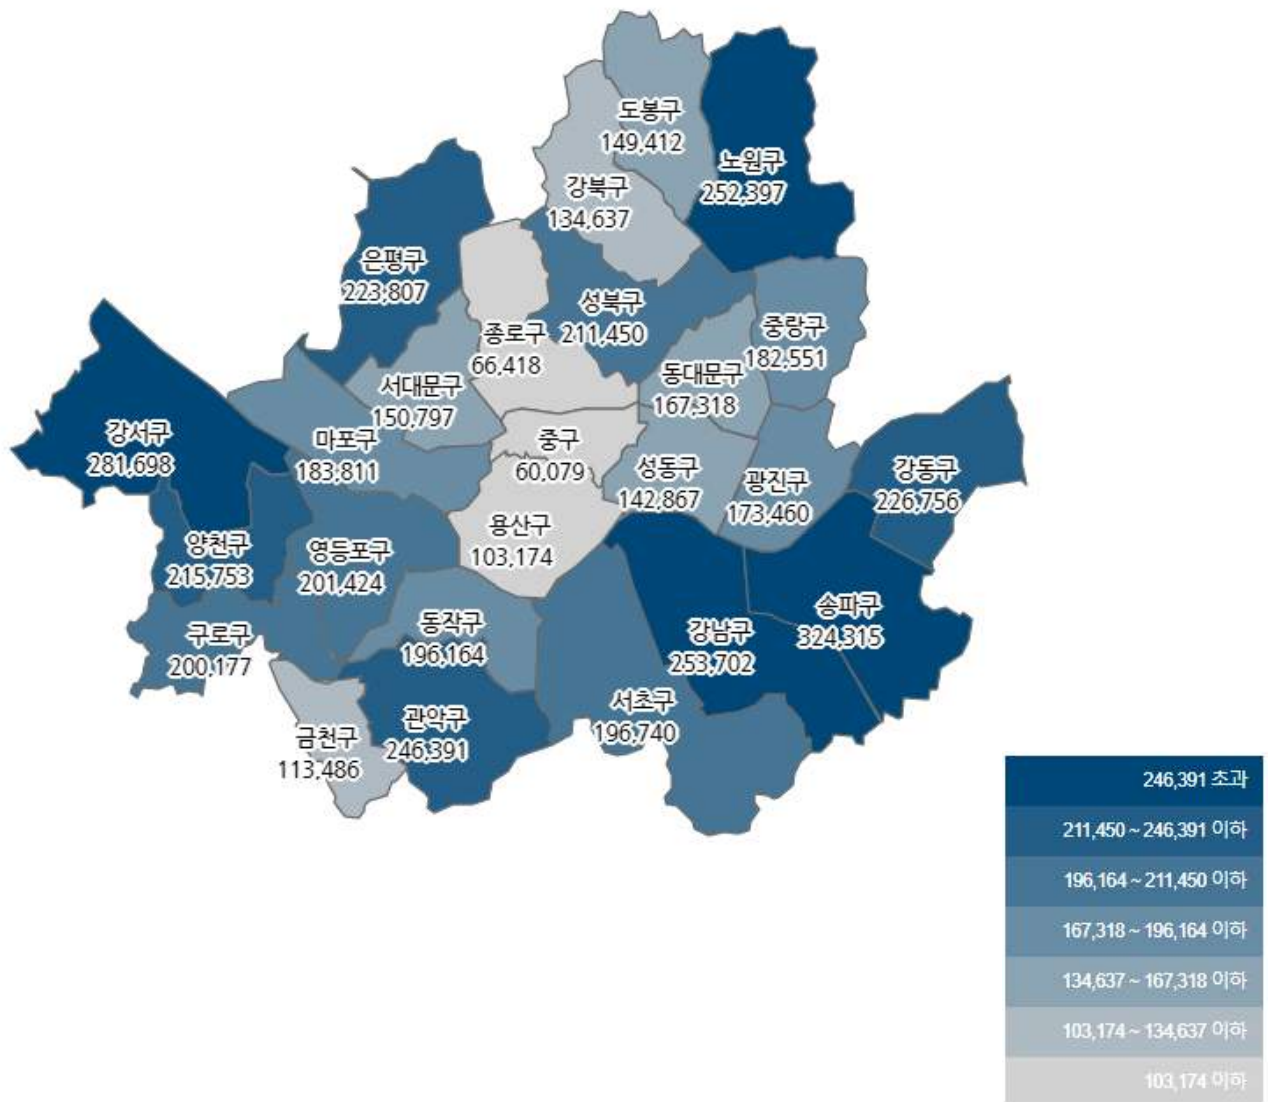 도봉구
149,412
노원구
252,397
강북구
134,637
은평구
223,807
성북구
211,450
종로구
66,418
중랑구
182,551
동대문구
167,318
서대문구
150,797
강서구
281,698
마포구
183,811
중구
60,079
성동구
142,867
광진구
173,460
강동구
226,756
양천구
215,753
영등포구
201,424
용산구
103,174
구로구
200,177
동작구
196,164
강남구
253,702
송파구
324,315
서초구
196,740
관악구
246,391
금천구
113,486
246,391 초과
211,450 ~ 246,391 이하
196,164 ~ 211,450 이하
167,318 ~ 196,164 이하
134,637 ~ 167,318 이하
103,174 ~ 134,637 이하
103,174 이하